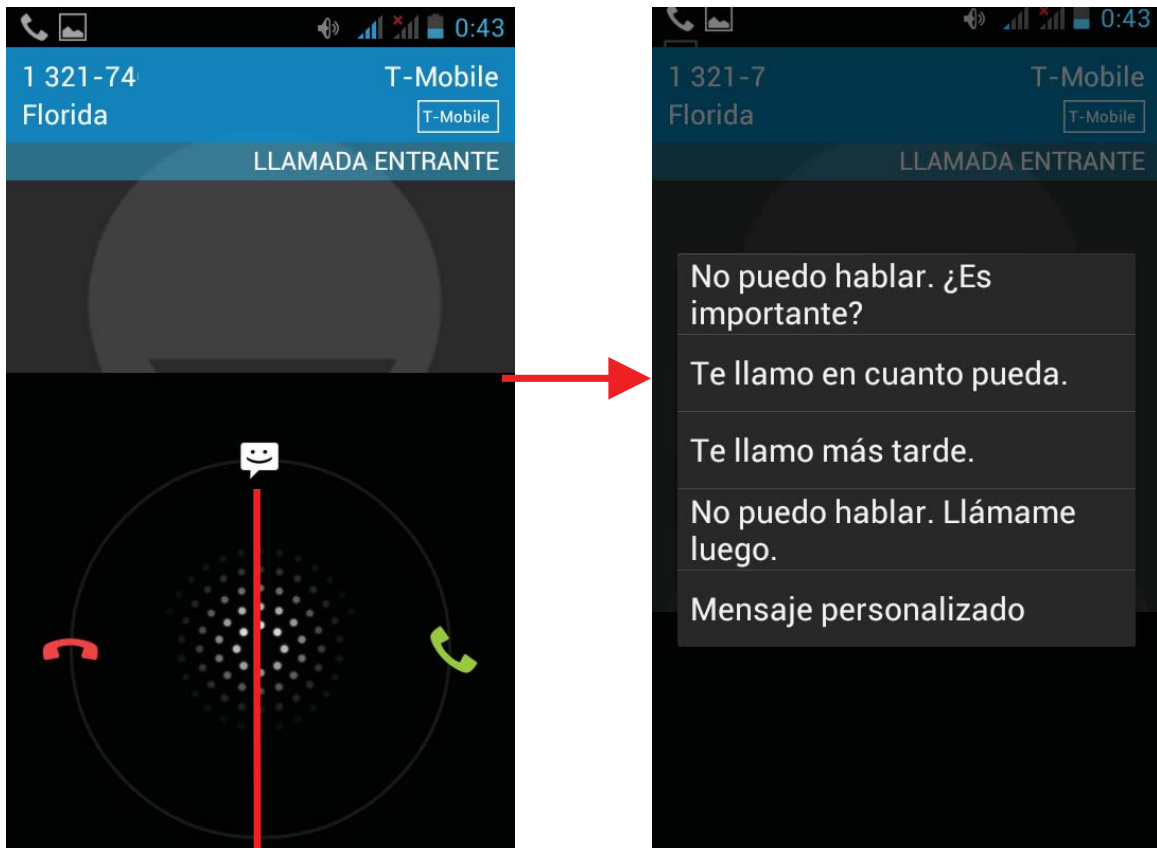 0:43
1 321-74
T-Mobile
Florida
T-Mobile
LLAMADA ENTRANTE
0:43
1 321-7
T-Mobile
Florida
T-Mobile
LLAMADA ENTRANTE
No puedo hablar. ¿Es
importante?
Te llamo en cuanto pueda.
Te llamo más tarde.
No puedo hablar. Llámame
luego.
Mensaje personalizado